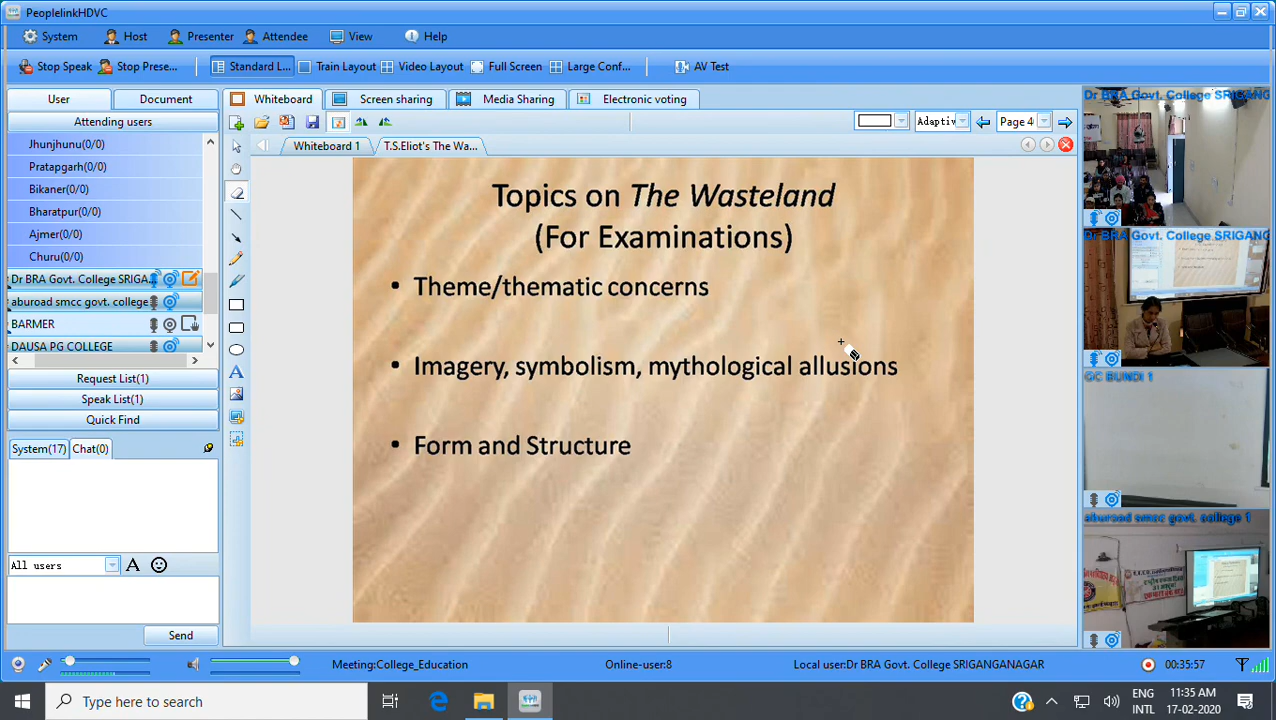 PeoplelinkHDVC
System Host Presenter Attendee View Help
Stop Speak Stop Prese... Standard L... Train Layout Video Layout Full Screen Large Conf... AV Test
User Document
Attending users
Jhunjhunu(0/0)
Pratapgarh(0/0)
Bikaner(0/0)
Bharatpur(0/0)
Ajmer(0/0)
Churu(0/0)
Dr BRA Govt. College SRIGA
aburoad smcc govt. college
BARMER
DAUSA PG COLLEGE
Request List(1)
Speak List(1)
Quick Find
System(17) Chat(0)
All users
Send
Whiteboard Screen sharing Media Sharing Electronic voting
Adaptiv Page 4
Whiteboard 1 T.S.Eliot's The Wa...
Topics on The Wasteland
(For Examinations)
• Theme/thematic concerns
• Imagery, symbolism, mythological allusions
• Form and Structure
Dr BRA Govt. College SRIGANG
Dr BRA Govt. College SRIGANG
GC BUNDI 1
aburoad smcc govt. college 1
Meeting:College_Education Online-user:8 Local user:Dr BRA Govt. College SRIGANGANAGAR 00:35:57
Type here to search
ENG 11:35 AM
INTL 17-02-2020